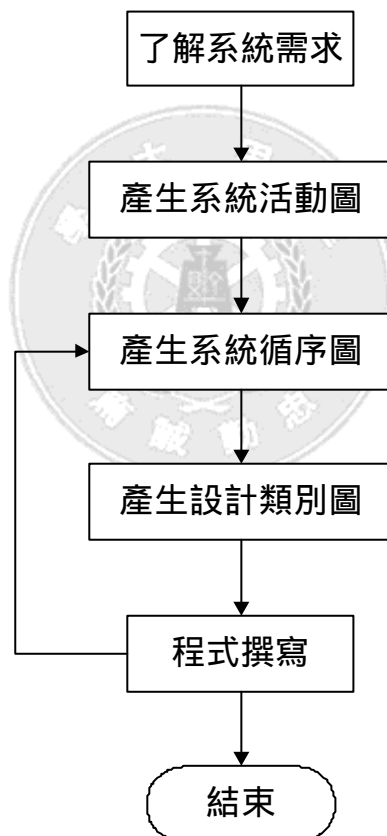 了解系統需求
產生系統活動圖
產生系統循序圖
產生設計類別圖
程式撰寫
結束